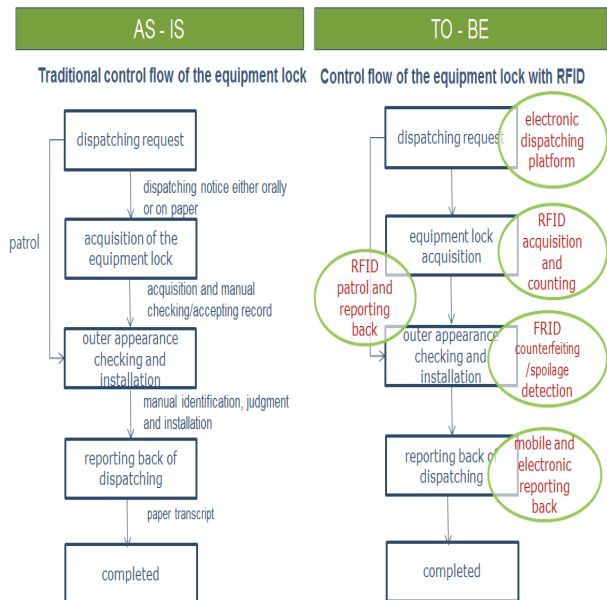 AS - IS
Traditional control flow of the equipment lock
dispatching request
dispatching notice either orally
or on paper
patrol
acquisition of the
equipment lock
acquisition and manual
checking/accepting record
outer appearance
checking and
installation
manual identification, judgment
and installation
reporting back of
dispatching
paper transcript
completed
TO - BE
Control flow of the equipment lock with RFID
dispatching request
electronic
dispatching
platform
equipment lock
acquisition
RFID
acquisition
and
counting
RFID
patrol and
reporting
back
outer appearance
checking and
installation
FRID
counterfeiting
/spoilage
detection
reporting back of
dispatching
mobile and
electronic
reporting
back
completed